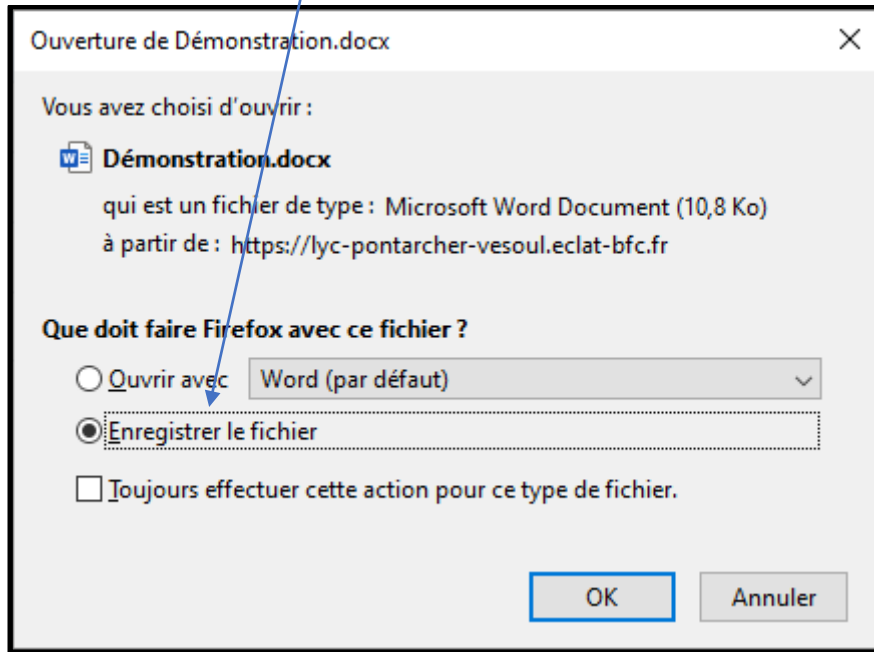 Ouverture de Démonstration.docx
Vous avez choisi d'ouvrir :
Démonstration.docx
qui est un fichier de type : Microsoft Word Document (10,8 Ko)
à partir de : https://lyc-pontarcher-vesoul.eclat-bfc.fr
Que doit faire Firefox avec ce fichier ?
Ouvrir avec Word (par défaut)
Enregistrer le fichier
Toujours effectuer cette action pour ce type de fichier.
OK Annuler